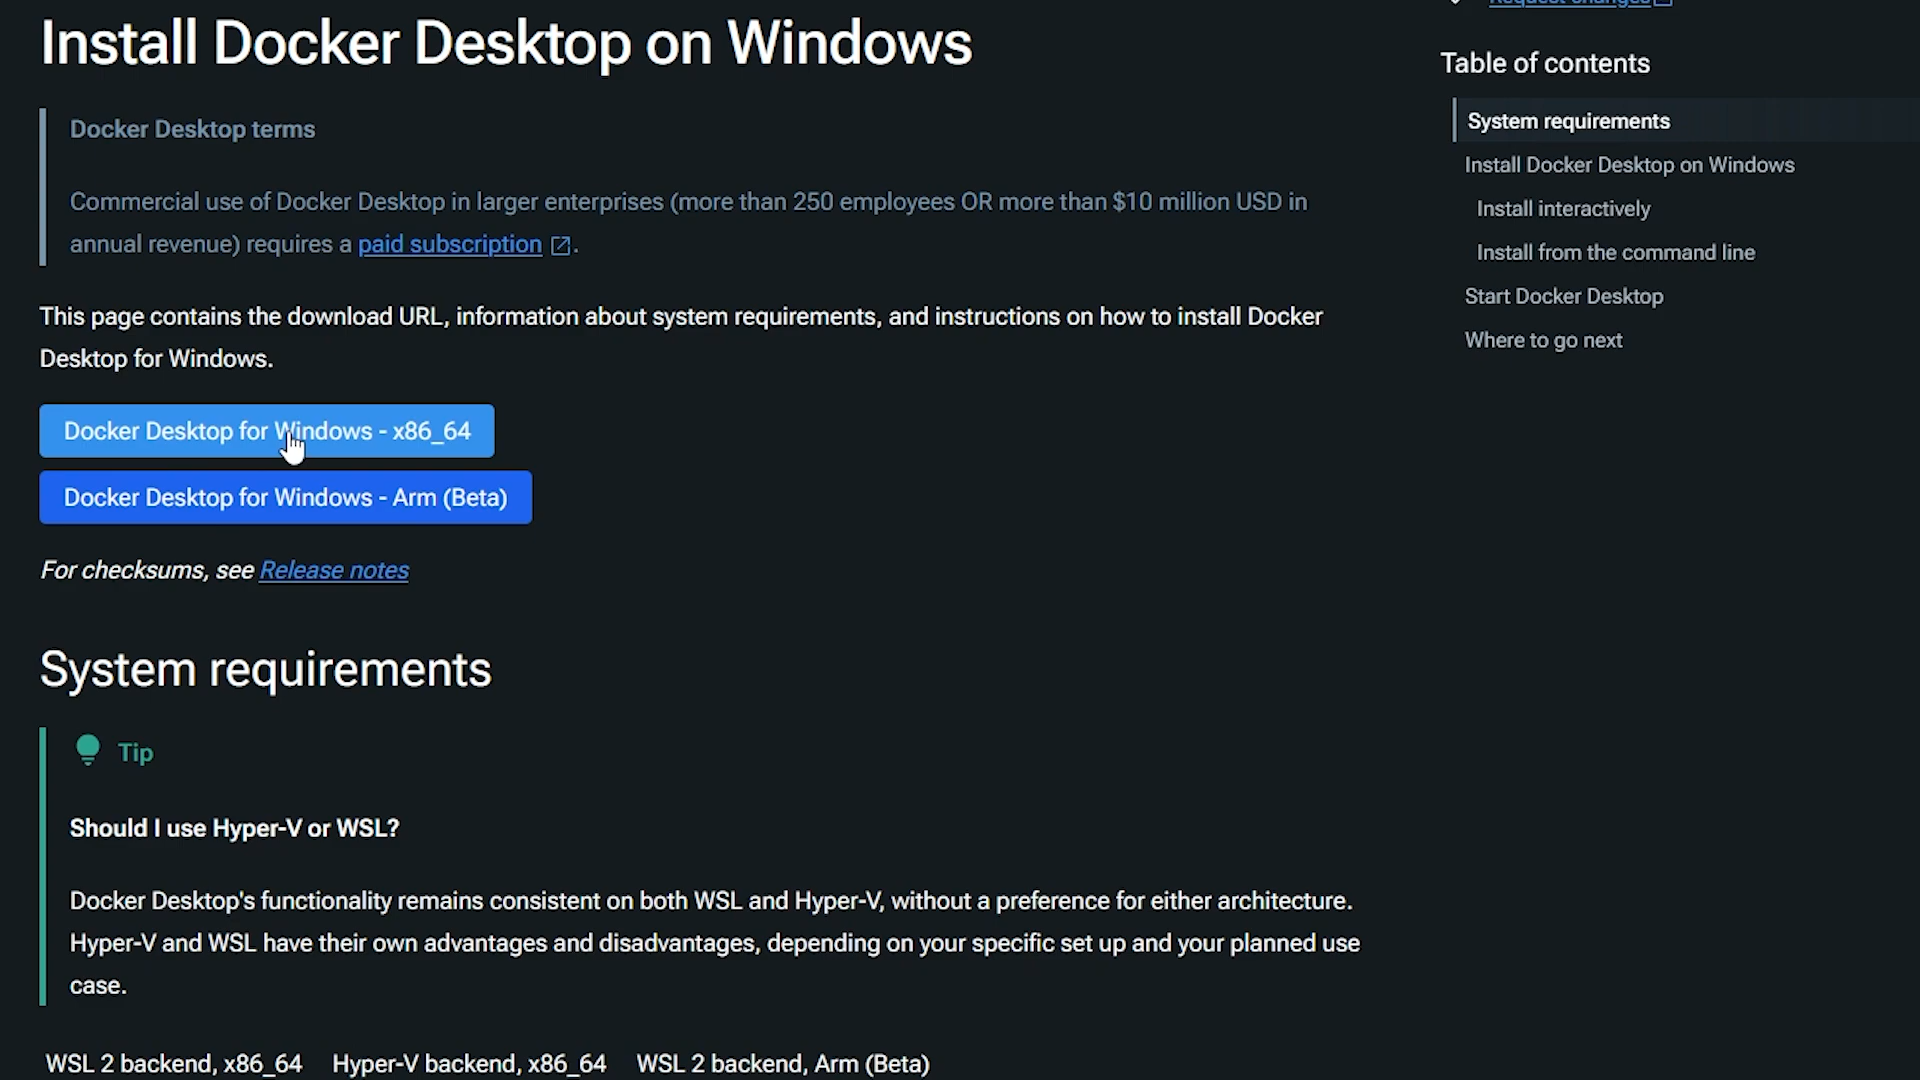 Request changes
Install Docker Desktop on Windows
Docker Desktop terms
Commercial use of Docker Desktop in larger enterprises (more than 250 employees OR more than $10 million USD in
annual revenue) requires a paid subscription.
This page contains the download URL, information about system requirements, and instructions on how to install Docker
Desktop for Windows.
Docker Desktop for Windows - x86_64
Docker Desktop for Windows - Arm (Beta)
For checksums, see Release notes
System requirements
Tip
Should I use Hyper-V or WSL?
Docker Desktop's functionality remains consistent on both WSL and Hyper-V, without a preference for either architecture.
Hyper-V and WSL have their own advantages and disadvantages, depending on your specific set up and your planned use
case.
WSL 2 backend, x86_64
Hyper-V backend, x86_64
WSL 2 backend, Arm (Beta)
Table of contents
System requirements
Install Docker Desktop on Windows
Install interactively
Install from the command line
Start Docker Desktop
Where to go next